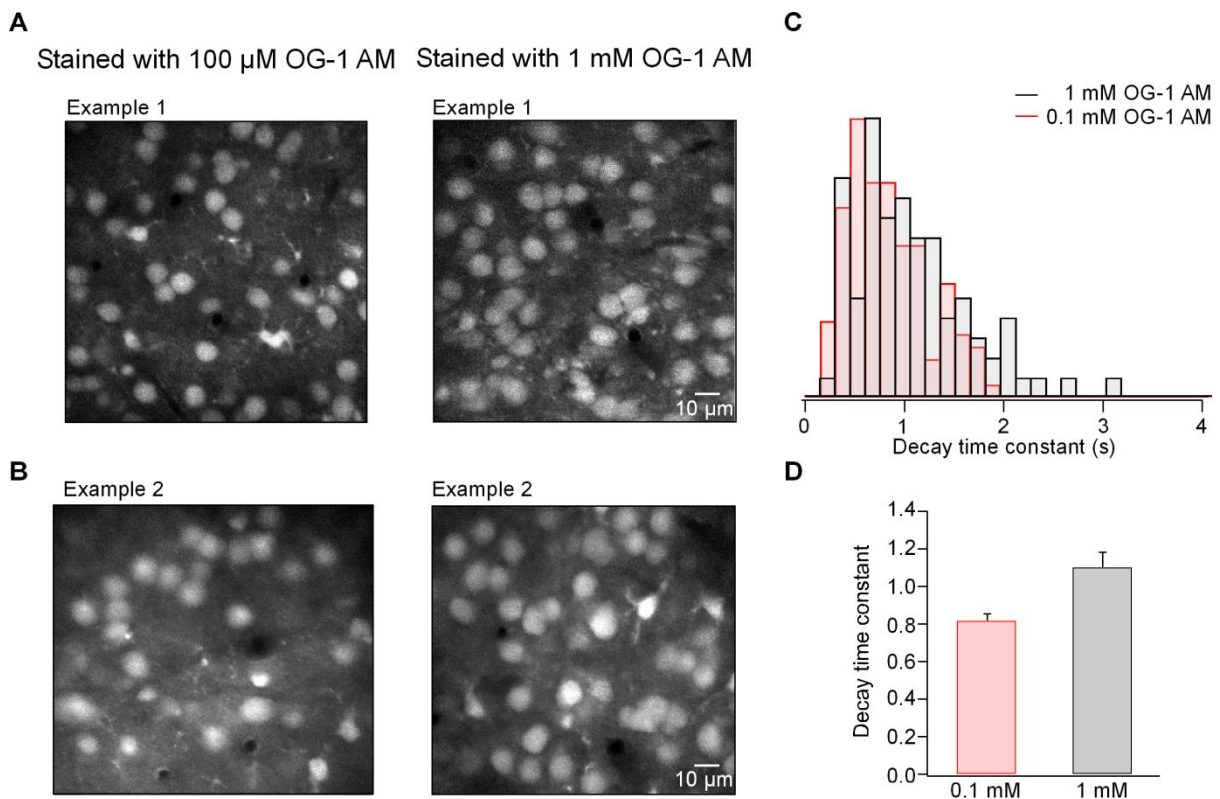 A
Stained with 100 µM OG-1 AM
Stained with 1 mM OG-1 AM
Example 1
Example 1
10 µm
B
Example 2
Example 2
10 µm
C
1 mM OG-1 AM
0.1 mM OG-1 AM
0 1 2 3 4
Decay time constant (s)
D
Decay time constant
1.4
1.2
1.0
0.8
0.6
0.4
0.2
0.0
0.1 mM 1 mM